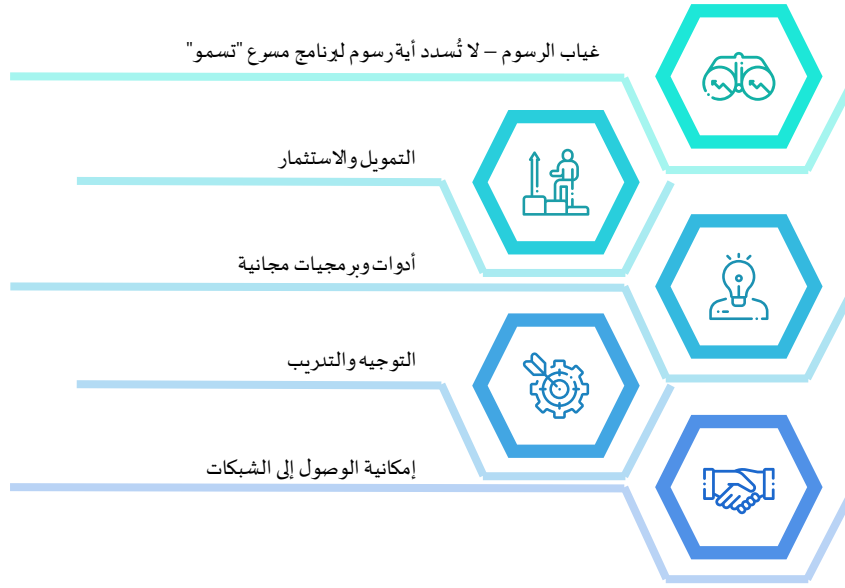 غياب الرسوم – لا تُسدد أية رسوم لبرنامج مسرع "تسمو"
التمويل والاستثمار
أدوات وبرمجيات مجانية
التوجيه والتدريب
إمكانية الوصول إلى الشبكات